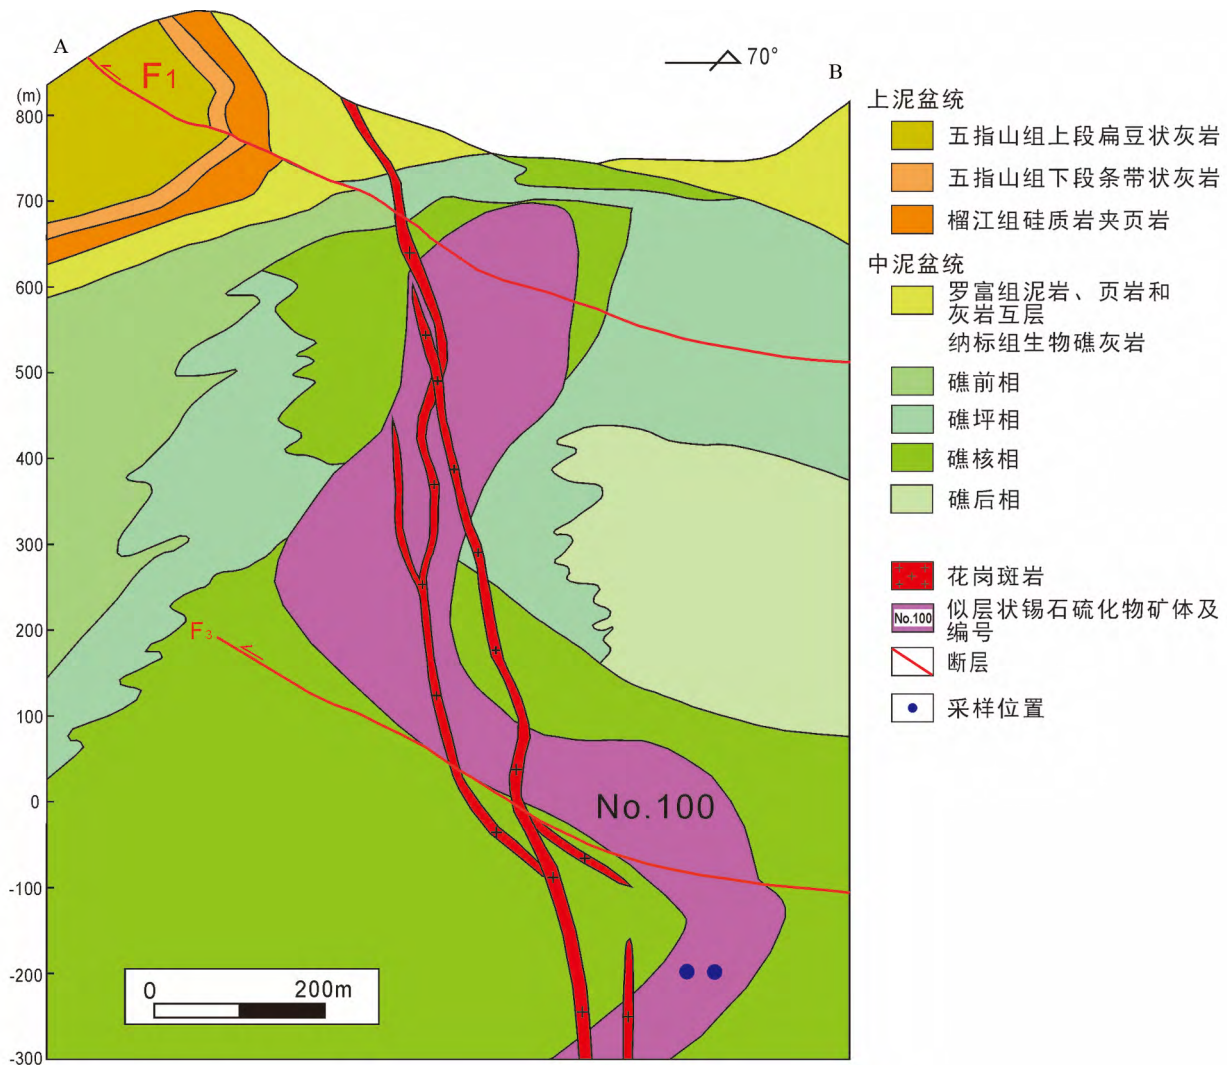 A
F1
70°
B
(m)
800
700
600
500
400
300
200
100
0
-100
-200
-300
F3
No.100
0
200m
上泥盆统
五指山组上段扁豆状灰岩
五指山组下段条带状灰岩
榴江组硅质岩夹页岩
中泥盆统
罗富组泥岩、页岩和
灰岩互层
纳标组生物礁灰岩
礁前相
礁坪相
礁核相
礁后相
花岗斑岩
No.100
似层状锡石硫化物矿体及
编号
断层
采样位置